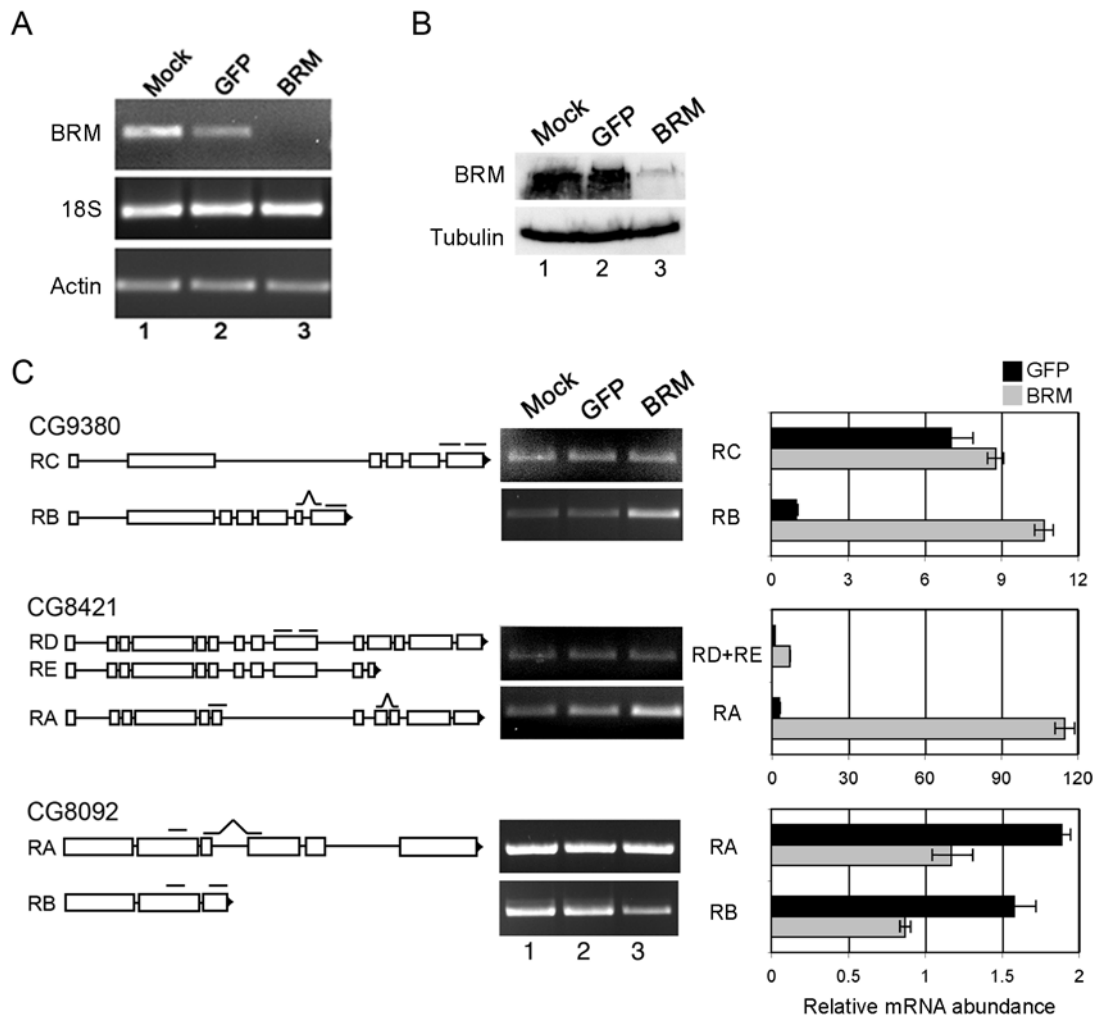 A
Mock GFP BRM
BRM
18S
Actin
1 2 3
B
Mock GFP BRM
BRM
Tubulin
1 2 3
C
Mock GFP BRM
GFP
BRM
CG9380
RC
RB
RC
RB
0 3 6 9 12
CG8421
RD
RE
RA
RD+RE
RA
0 30 60 90 120
CG8092
RA
RB
1 2 3
RA
RB
0 0.5 1 1.5 2
Relative mRNA abundance